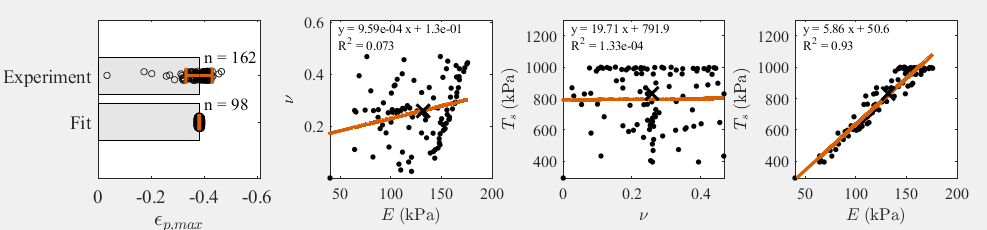 Experiment
Fit
n = 162
n = 98
0 -0.2 -0.4 -0.6
ϵp,max
y = 9.59e-04 x + 1.3e-01
R² = 0.073
0.6
0.4
0.2
ν
50 100 150 200
E (kPa)
y = 19.71 x + 791.9
R² = 1.33e-04
1200
1000
800
600
400
Ts (kPa)
0 0.2 0.4
ν
y = 5.86 x + 50.6
R² = 0.93
1200
1000
800
600
400
Ts (kPa)
50 100 150 200
E (kPa)